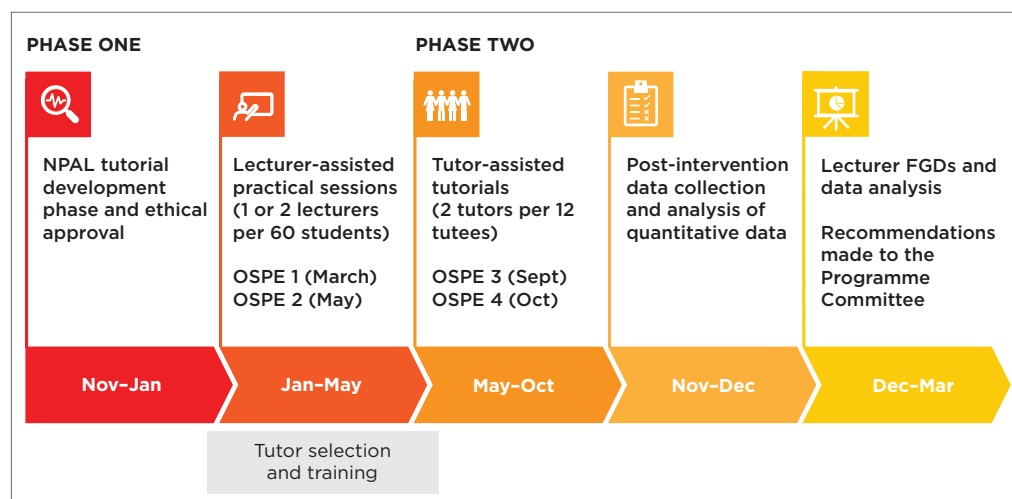 PHASE ONE
PHASE TWO
NPAL tutorial
development
phase and ethical
approval
Lecturer-assisted
practical sessions
(1 or 2 lecturers
per 60 students)
OSPE 1 (March)
OSPE 2 (May)
Tutor-assisted
tutorials
(2 tutors per 12
tutees)
OSPE 3 (Sept)
OSPE 4 (Oct)
Post-intervention
data collection
and analysis of
quantitative data
Lecturer FGDs and
data analysis
Recommendations
made to the
Programme
Committee
Nov–Jan
Jan–May
May–Oct
Nov–Dec
Dec–Mar
Tutor selection
and training